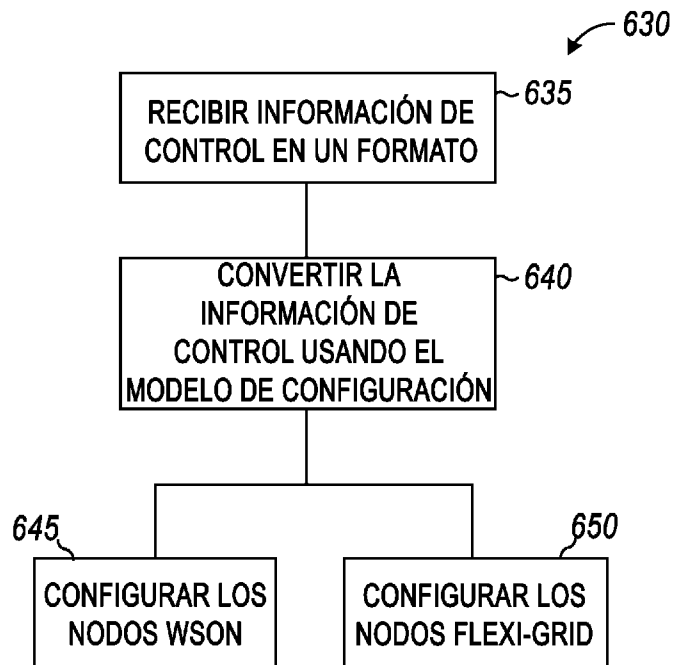 630
RECIBIR INFORMACIÓN DE
CONTROL EN UN FORMATO
635
CONVERTIR LA
INFORMACIÓN DE
CONTROL USANDO EL
MODELO DE CONFIGURACIÓN
640
645
CONFIGURAR LOS
NODOS WSON
650
CONFIGURAR LOS
NODOS FLEXI-GRID